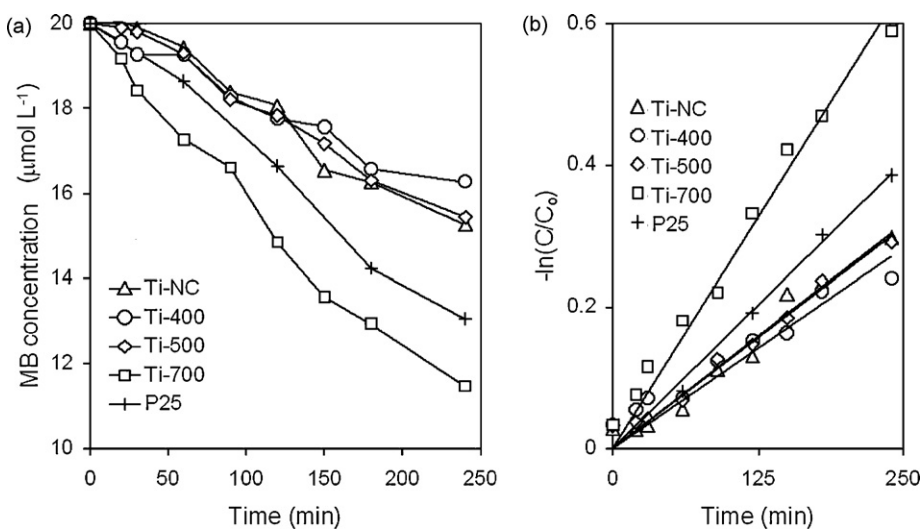 (a)
20
18
16
14
12
10
MB concentration (μmol L⁻¹)
Ti-NC
Ti-400
Ti-500
Ti-700
P25
0 50 100 150 200 250
Time (min)
(b)
0.6
0.4
0.2
0
-ln(C/C₀)
Ti-NC
Ti-400
Ti-500
Ti-700
P25
0 125 250
Time (min)